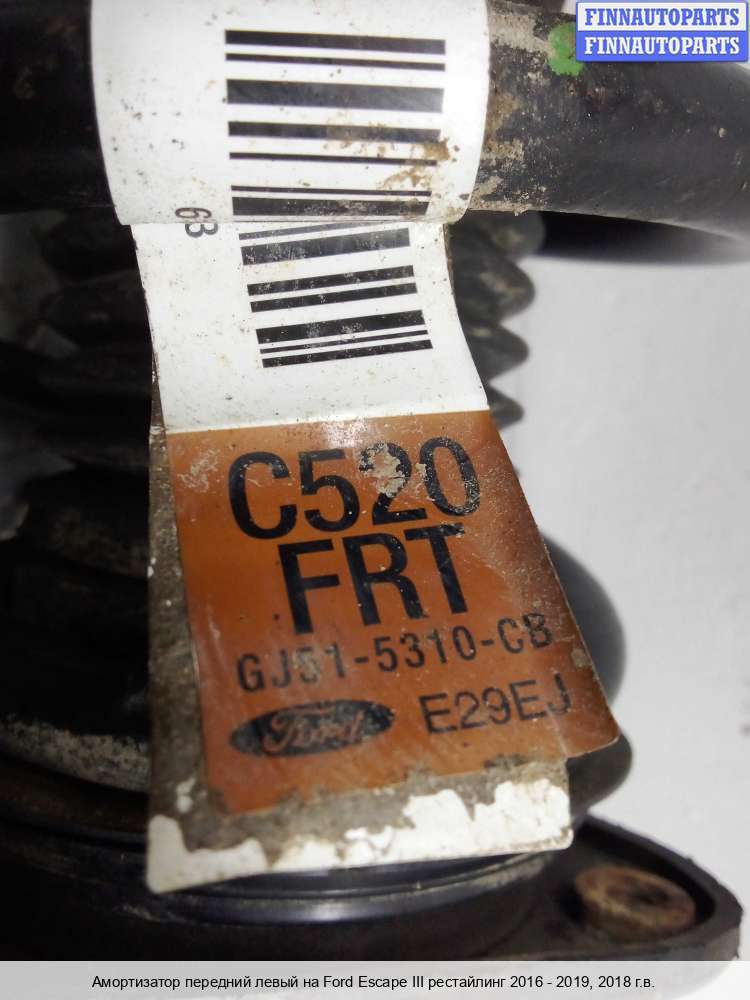 FINNAUTOPARTS
FINNAUTOPARTS
63
C520
FRT
GJ51-5310-CB
Ford
E29EJ
Амортизатор передний левый на Ford Escape III рестайлинг 2016 - 2019, 2018 г.в.